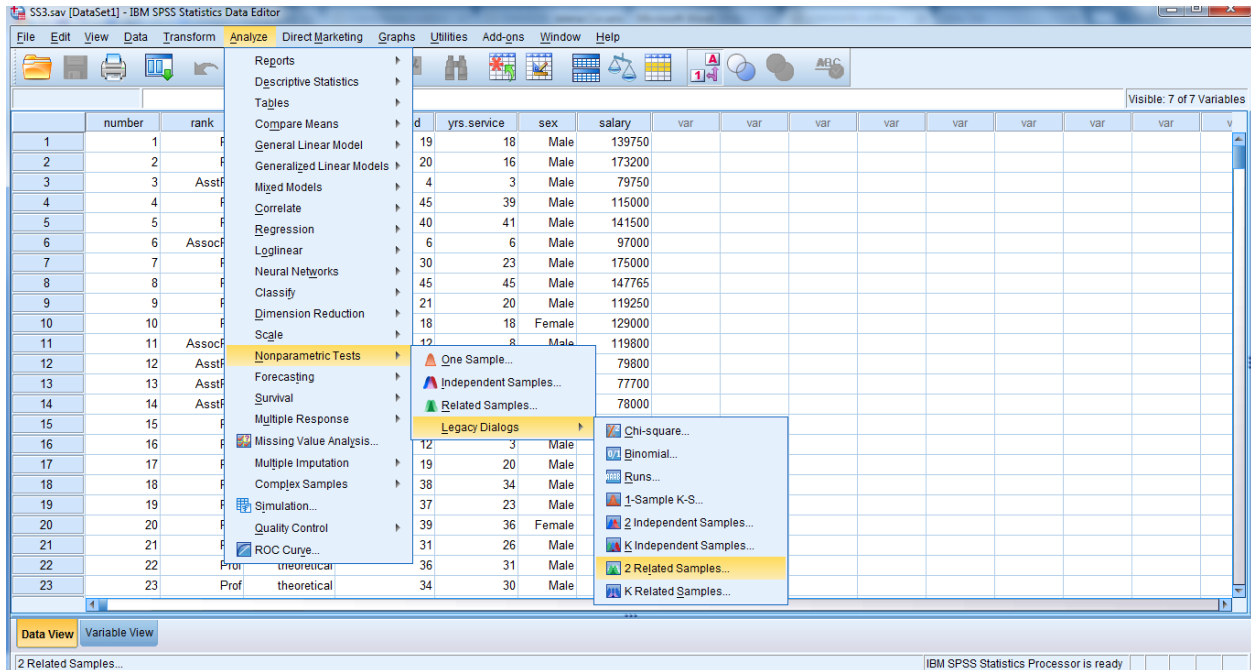 SS3.sav [DataSet1] - IBM SPSS Statistics Data Editor
File Edit View Data Transform Analyze Direct Marketing Graphs Utilities Add-ons Window Help
Visible: 7 of 7 Variables
Reports
Descriptive Statistics
Tables
Compare Means
General Linear Model
Generalized Linear Models
Mixed Models
Correlate
Regression
Loglinear
Neural Networks
Classify
Dimension Reduction
Scale
Nonparametric Tests
Forecasting
Survival
Multiple Response
Missing Value Analysis...
Multiple Imputation
Complex Samples
Simulation...
Quality Control
ROC Curve...
One Sample...
Independent Samples...
Related Samples...
Legacy Dialogs
Chi-square...
Binomial...
Runs...
1-Sample K-S...
2 Independent Samples...
K Independent Samples...
2 Related Samples...
K Related Samples...
number rank d yrs.service sex salary var var var var var var var var v
1 1 19 18 Male 139750
2 2 20 16 Male 173200
3 3 AsstP 4 3 Male 79750
4 4 45 39 Male 115000
5 5 40 41 Male 141500
6 6 AssocP 6 6 Male 97000
7 7 30 23 Male 175000
8 8 45 45 Male 147765
9 9 21 20 Male 119250
10 10 18 18 Female 129000
11 11 AssocP 12 8 Male 119800
12 12 AsstP 79800
13 13 AsstP 77700
14 14 AsstP 78000
15 15
16 16 12 3 Male
17 17 19 20 Male
18 18 38 34 Male
19 19 37 23 Male
20 20 39 36 Female
21 21 31 26 Male
22 22 Prof theoretical 36 31 Male
23 23 Prof theoretical 34 30 Male
Data View Variable View
2 Related Samples...
IBM SPSS Statistics Processor is ready